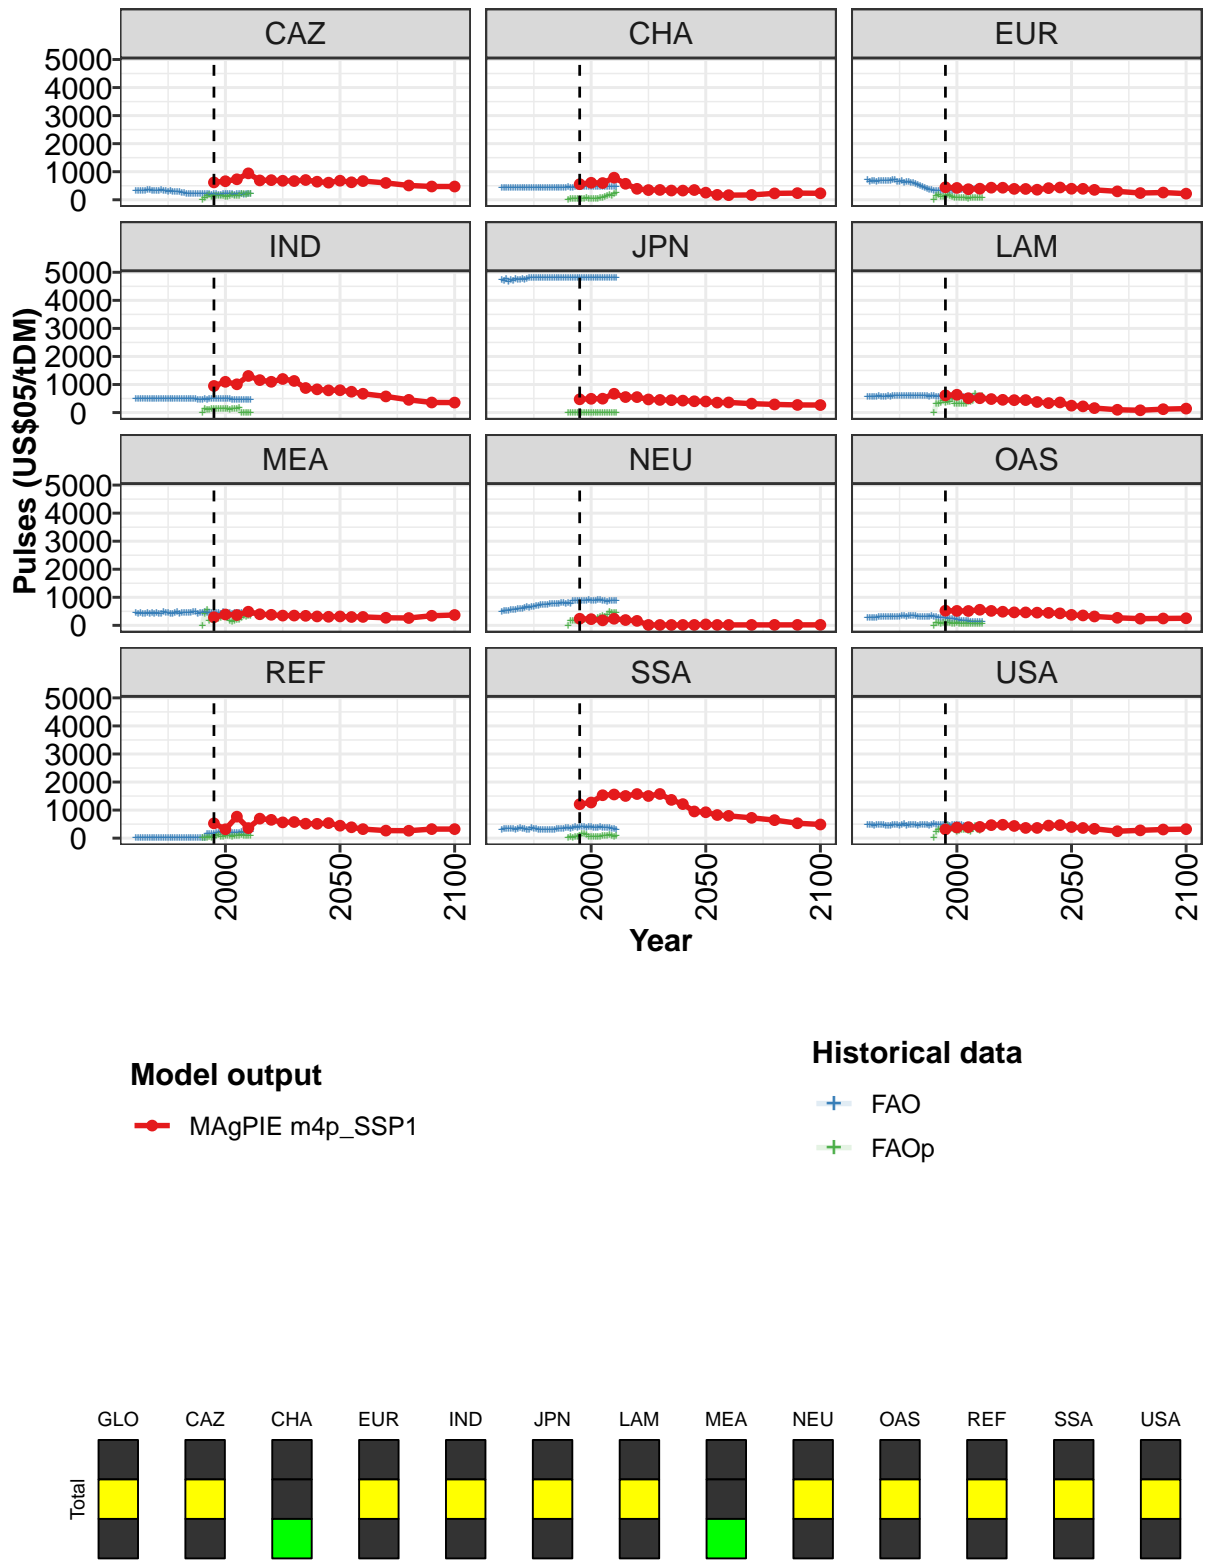 CAZ CHA EUR
5000
4000
3000
2000
1000
0
IND JPN LAM
5000
4000
3000
2000
1000
0
MEA NEU OAS
5000
4000
3000
2000
1000
0
REF SSA USA
5000
4000
3000
2000
1000
0
Pulses (US$05/tDM)
2000 2050 2100 2000 2050 2100 2000 2050 2100
Year
Model output
MAgPIE m4p_SSP1
Historical data
FAO
FAOp
GLO CAZ CHA EUR IND JPN LAM MEA NEU OAS REF SSA USA
Total